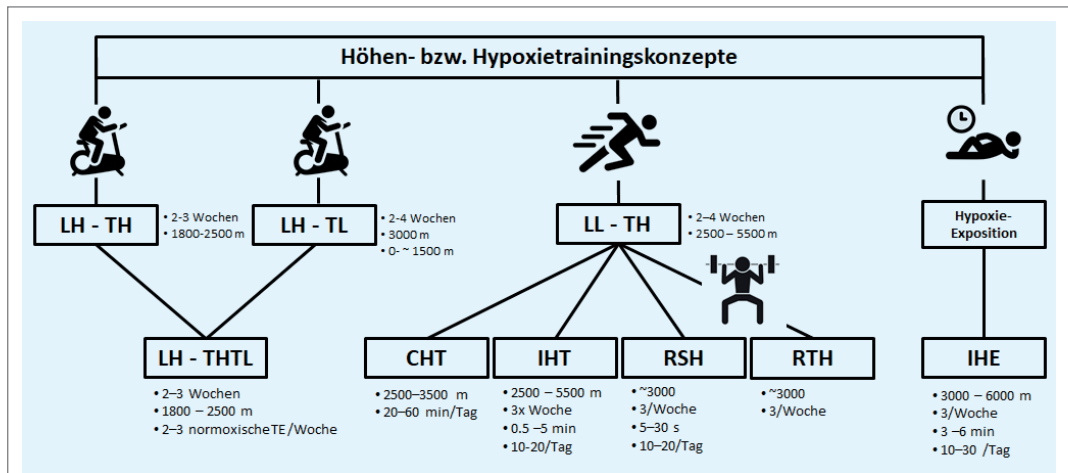 Höhen- bzw. Hypoxietrainingskonzepte
LH - TH
• 2-3 Wochen
• 1800-2500 m
LH - TL
• 2-4 Wochen
• 3000 m
• 0- ~ 1500 m
LL - TH
• 2–4 Wochen
• 2500 – 5500 m
Hypoxie-
Exposition
LH - THTL
• 2–3 Wochen
• 1800 – 2500 m
• 2–3 normoxische TE/Woche
CHT
• 2500–3500 m
• 20–60 min/Tag
IHT
• 2500 – 5500 m
• 3x Woche
• 0.5 –5 min
• 10-20/Tag
RSH
• ~3000
• 3/Woche
• 5–30 s
• 10–20/Tag
RTH
• ~3000
• 3/Woche
IHE
• 3000 – 6000 m
• 3/Woche
• 3 –6 min
• 10–30 /Tag